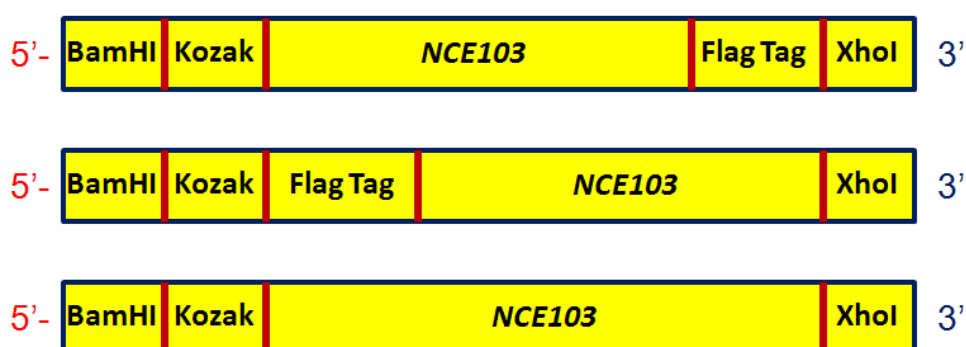 5'- BamHI Kozak NCE103 Flag Tag XhoI 3'
5'- BamHI Kozak Flag Tag NCE103 XhoI 3'
5'- BamHI Kozak NCE103 XhoI 3'